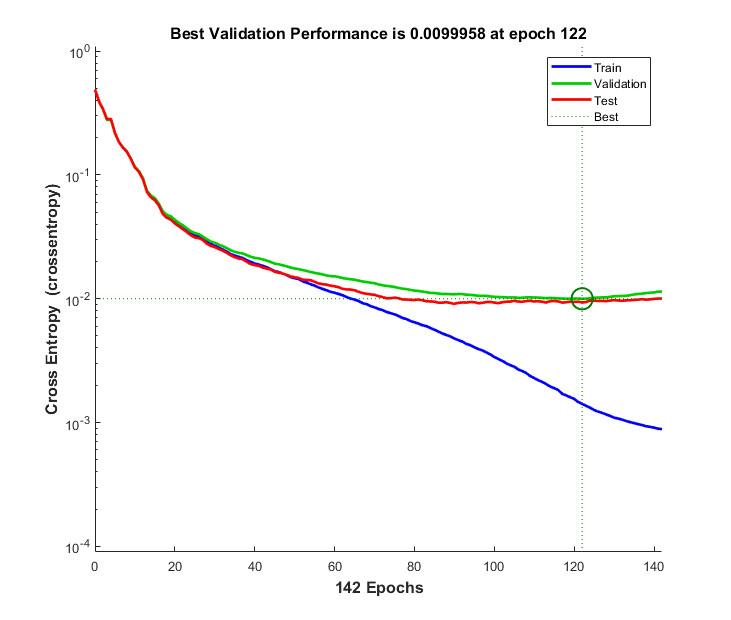 Best Validation Performance is 0.0099958 at epoch 122
Train
Validation
Test
Best
10^0
10^-1
10^-2
10^-3
10^-4
Cross Entropy (crossentropy)
0 20 40 60 80 100 120 140
142 Epochs